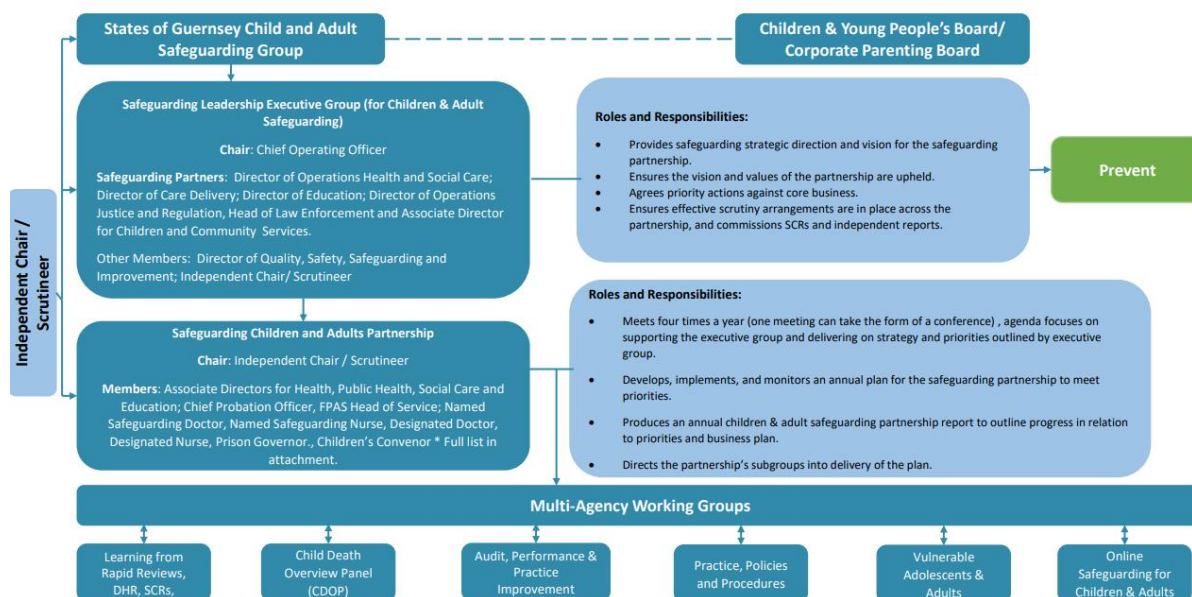 States of Guernsey Child and Adult
Safeguarding Group
Children & Young People's Board/
Corporate Parenting Board
Independent Chair /
Scrutineer
Safeguarding Leadership Executive Group (for Children & Adult
Safeguarding)
Chair: Chief Operating Officer
Safeguarding Partners: Director of Operations Health and Social Care;
Director of Care Delivery; Director of Education; Director of Operations
Justice and Regulation, Head of Law Enforcement and Associate Director
for Children and Community Services.
Other Members: Director of Quality, Safety, Safeguarding and
Improvement; Independent Chair/ Scrutineer
Roles and Responsibilities:
• Provides safeguarding strategic direction and vision for the safeguarding
partnership.
• Ensures the vision and values of the partnership are upheld.
• Agrees priority actions against core business.
• Ensures effective scrutiny arrangements are in place across the
partnership, and commissions SCRs and independent reports.
Prevent
Safeguarding Children and Adults Partnership
Chair: Independent Chair / Scrutineer
Members: Associate Directors for Health, Public Health, Social Care and
Education; Chief Probation Officer, FPAS Head of Service; Named
Safeguarding Doctor, Named Safeguarding Nurse, Designated Doctor,
Designated Nurse, Prison Governor., Children's Convenor * Full list in
attachment.
Roles and Responsibilities:
• Meets four times a year (one meeting can take the form of a conference) , agenda focuses on
supporting the executive group and delivering on strategy and priorities outlined by executive
group.
• Develops, implements, and monitors an annual plan for the safeguarding partnership to meet
priorities.
• Produces an annual children & adult safeguarding partnership report to outline progress in relation
to priorities and business plan.
• Directs the partnership's subgroups into delivery of the plan.
Multi-Agency Working Groups
Learning from
Rapid Reviews,
DHR, SCRs,
Child Death
Overview Panel
(CDOP)
Audit, Performance &
Practice
Improvement
Practice, Policies
and Procedures
Vulnerable
Adolescents &
Adults
Online
Safeguarding for
Children & Adults